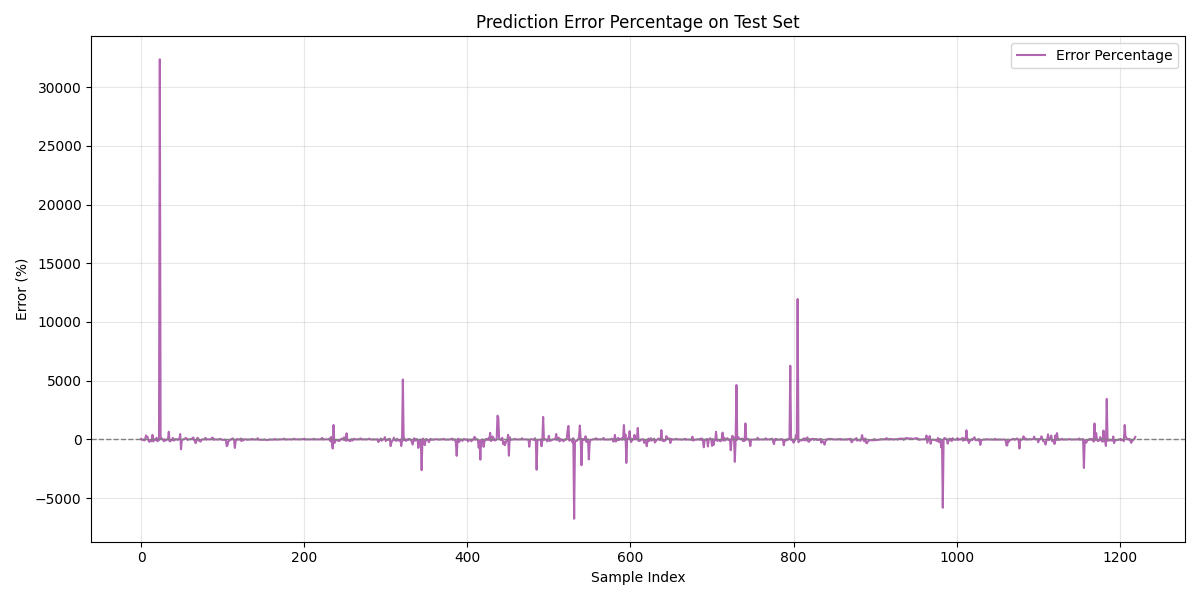 Prediction Error Percentage on Test Set
Error Percentage
30000
25000
20000
15000
10000
5000
0
−5000
Error (%)
0 200 400 600 800 1000 1200
Sample Index